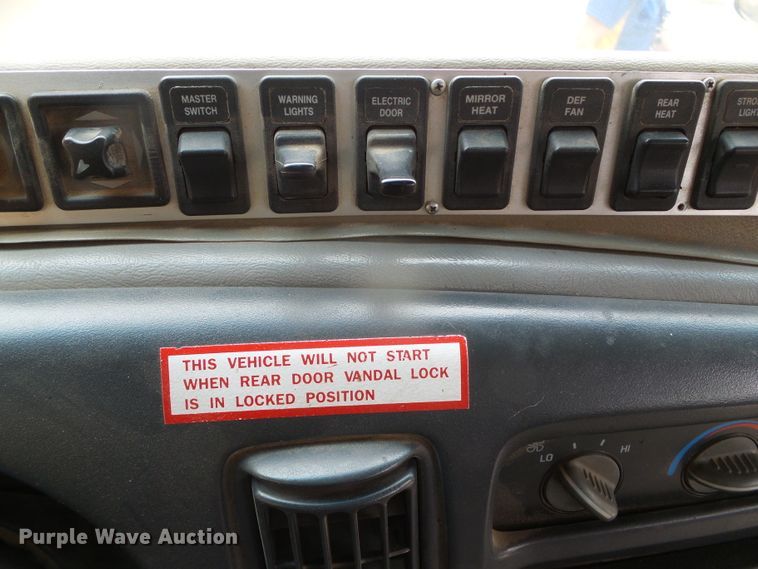 MASTER
SWITCH
WARNING
LIGHTS
ELECTRIC
DOOR
MIRROR
HEAT
DEF
FAN
REAR
HEAT
THIS VEHICLE WILL NOT START
WHEN REAR DOOR VANDAL LOCK
IS IN LOCKED POSITION
LO
HI
Purple Wave Auction®